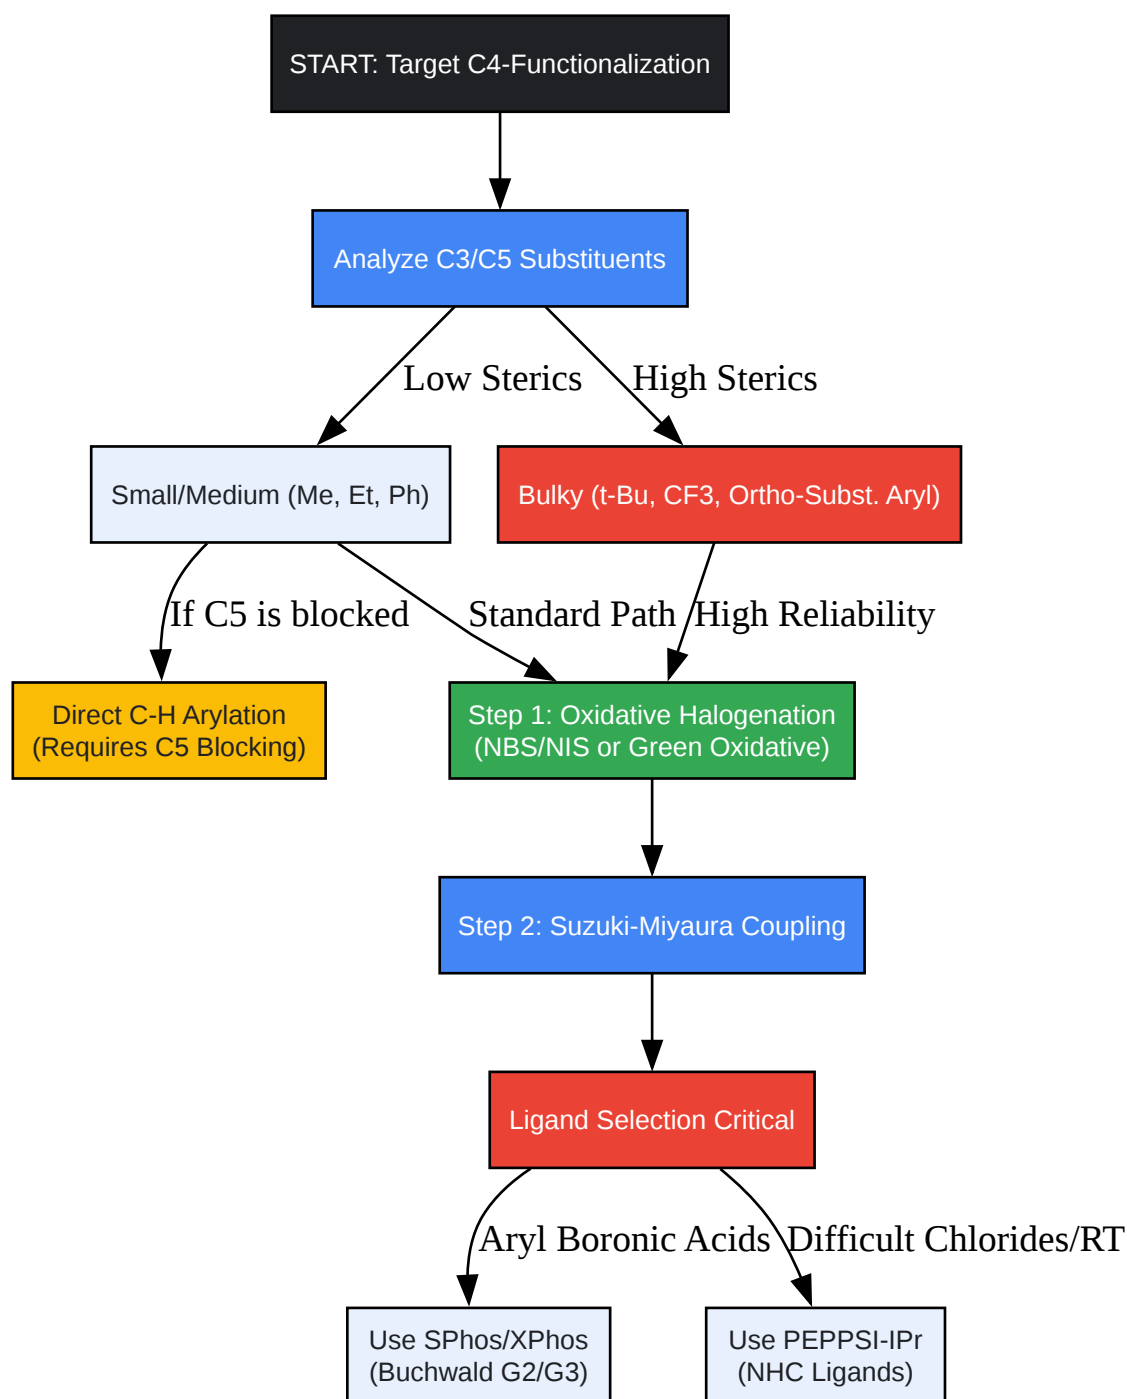 START: Target C4-Functionalization
Analyze C3/C5 Substituents
Low Sterics
High Sterics
Small/Medium (Me, Et, Ph)
Bulky (t-Bu, CF3, Ortho-Subst. Aryl)
If C5 is blocked
Standard Path
High Reliability
Direct C-H Arylation
(Requires C5 Blocking)
Step 1: Oxidative Halogenation
(NBS/NIS or Green Oxidative)
Step 2: Suzuki-Miyaura Coupling
Ligand Selection Critical
Aryl Boronic Acids
Difficult Chlorides/RT
Use SPhos/XPhos
(Buchwald G2/G3)
Use PEPPSI-IPr
(NHC Ligands)